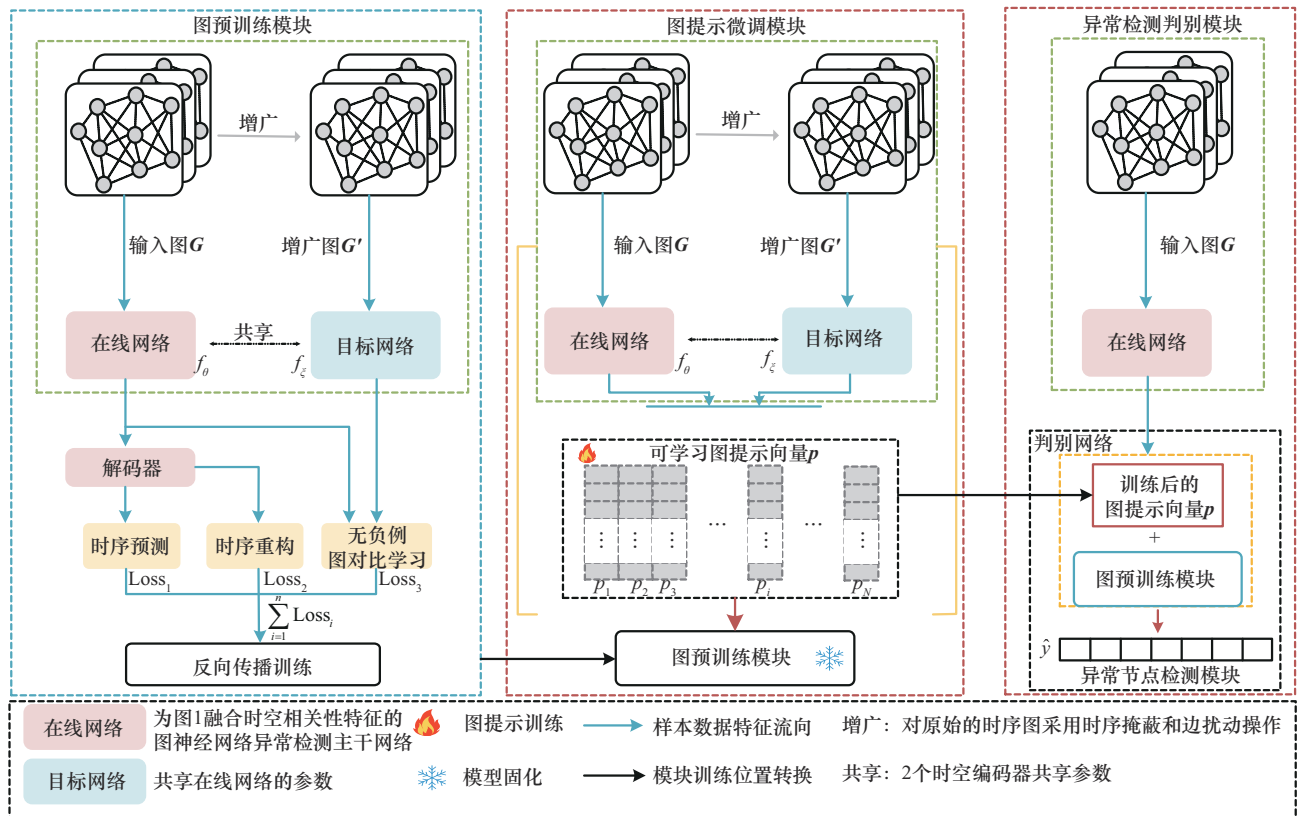 图预训练模块
增广
输入图G
增广图G'
在线网络
共享
目标网络
f_θ
f_ξ
解码器
时序预测
时序重构
无负例
图对比学习
Loss₁
Loss₂
Loss₃
∑_{i=1}^{n} Loss_i
反向传播训练
图提示微调模块
增广
输入图G
增广图G'
在线网络
目标网络
f_θ
f_ξ
可学习图提示向量p
⋮ ⋮ ⋮ … ⋮ … ⋮
p₁ p₂ p₃ p_i p_N
图预训练模块
异常检测判别模块
输入图G
在线网络
判别网络
训练后的
图提示向量p
+
图预训练模块
ŷ
异常节点检测模块
在线网络
为图1融合时空相关性特征的
图神经网络异常检测主干网络
图提示训练
样本数据特征流向
增广：对原始的时序图采用时序掩蔽和边扰动操作
目标网络
共享在线网络的参数
模型固化
模块训练位置转换
共享：2个时空编码器共享参数